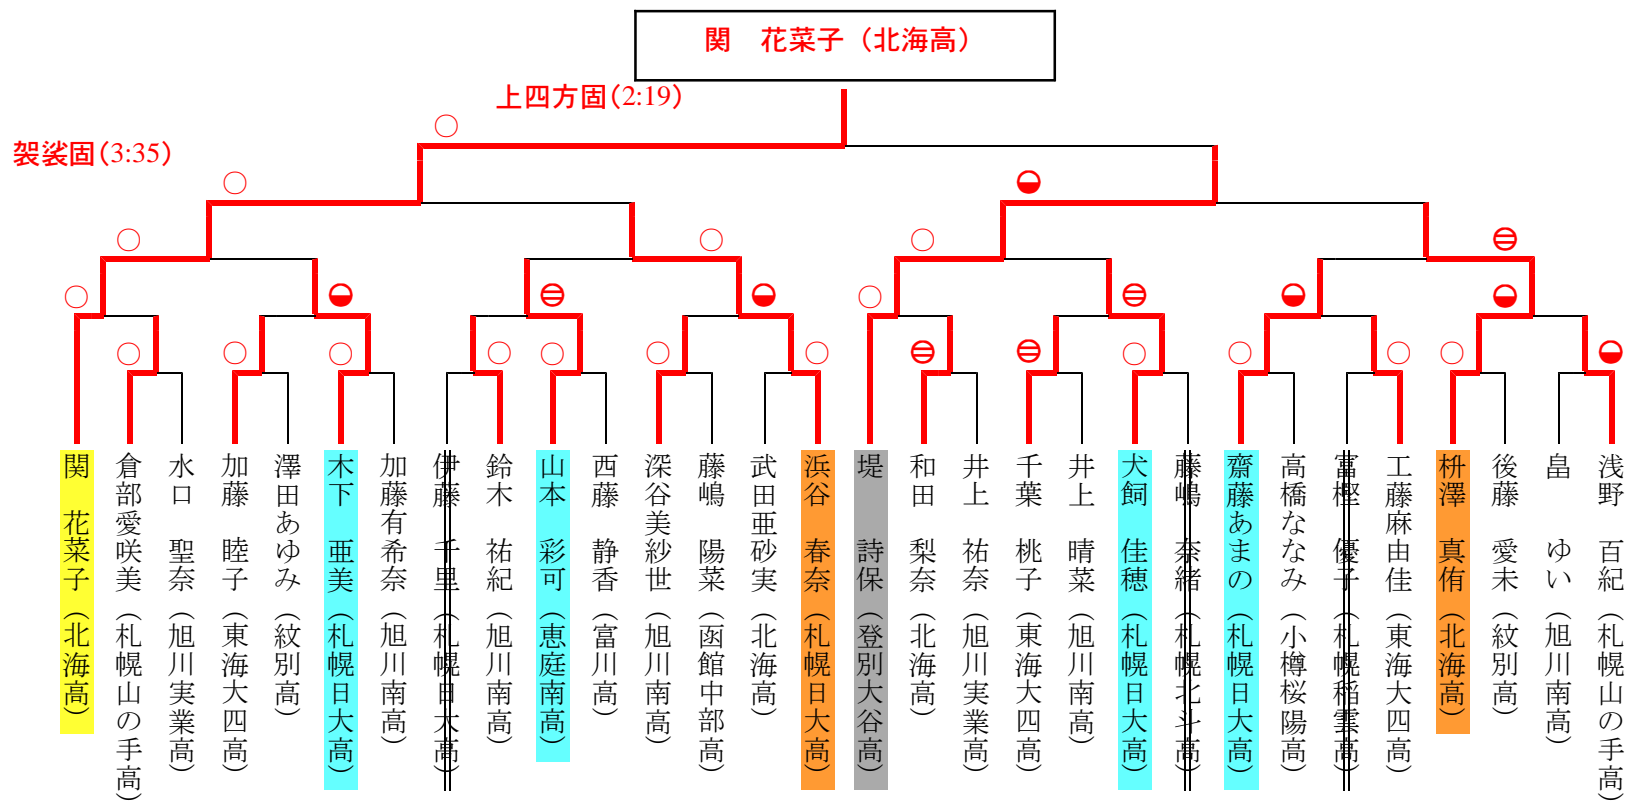 関　花菜子（北海高）
上四方固(2:19)
袈裟固(3:35)
関　花菜子（北海高）
倉部愛咲美（札幌山の手高）
水口　聖奈（旭川実業高）
加藤　睦子（東海大四高）
澤田あゆみ（紋別高）
木下　亜美（札幌日大高）
加藤有希奈（旭川南高）
伊藤　千里（札幌日大高）
鈴木　祐紀（旭川南高）
山本　彩可（恵庭南高）
西藤　静香（富川高）
深谷美紗世（旭川南高）
藤嶋　陽菜（函館中部高）
武田亜砂実（北海高）
浜谷　春奈（札幌日大高）
堤　　詩保（登別大谷高）
和田　梨奈（北海高）
井上　祐奈（旭川実業高）
千葉　桃子（東海大四高）
井上　晴菜（旭川南高）
犬飼　佳穂（札幌日大高）
藤嶋　奈緒（札幌北斗高）
齋藤あまの（札幌日大高）
高橋ななみ（小樽桜陽高）
富樫　優子（札幌稲雲高）
工藤麻由佳（東海大四高）
枡澤　真侑（北海高）
後藤　愛未（紋別高）
畠　　ゆい（旭川南高）
浅野　百紀（札幌山の手高）